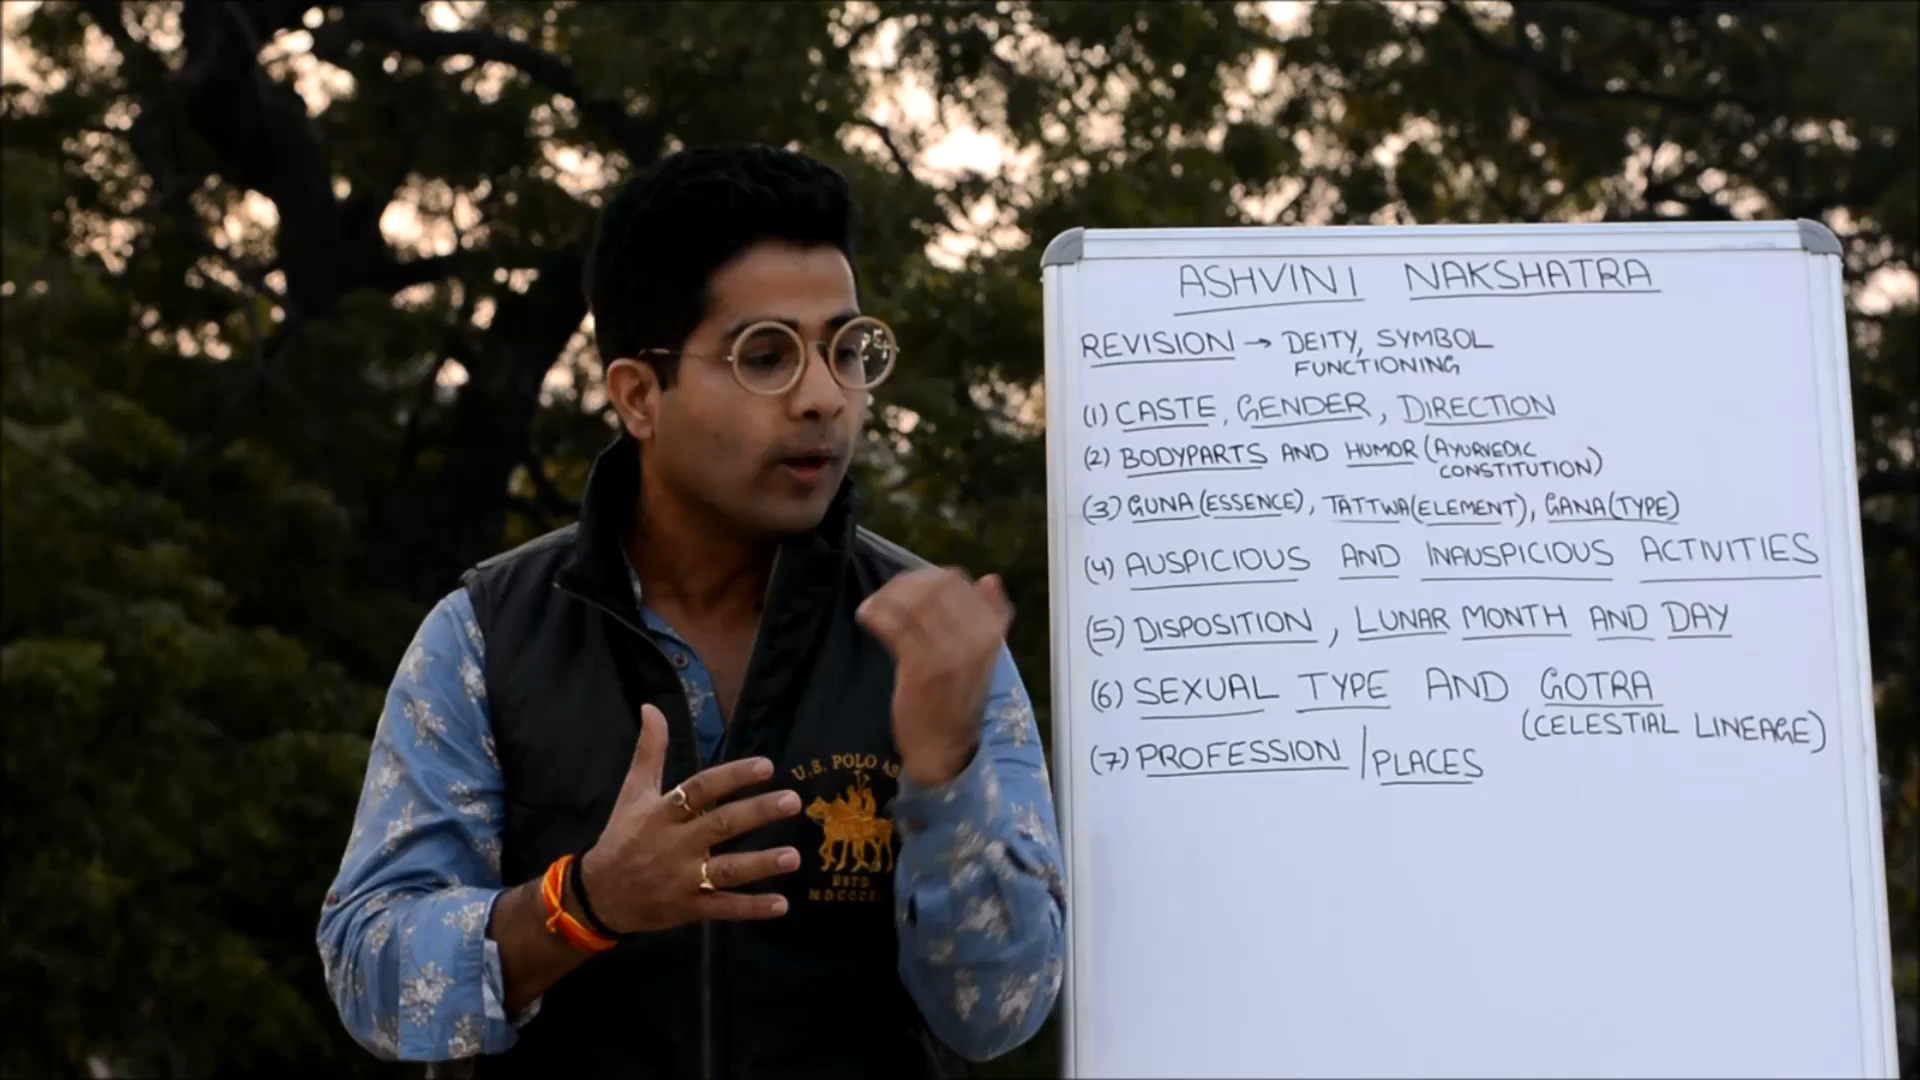 ASHVINI NAKSHATRA
REVISION → DEITY, SYMBOL
FUNCTIONING
(1) CASTE, GENDER, DIRECTION
(2) BODYPARTS AND HUMOR (AYURVEDIC
CONSTITUTION)
(3) GUNA (ESSENCE), TATTWA (ELEMENT), GANA (TYPE)
(4) AUSPICIOUS AND INAUSPICIOUS ACTIVITIES
(5) DISPOSITION, LUNAR MONTH AND DAY
(6) SEXUAL TYPE AND GOTRA
(CELESTIAL LINEAGE)
(7) PROFESSION / PLACES
U.S. POLO
ESTD